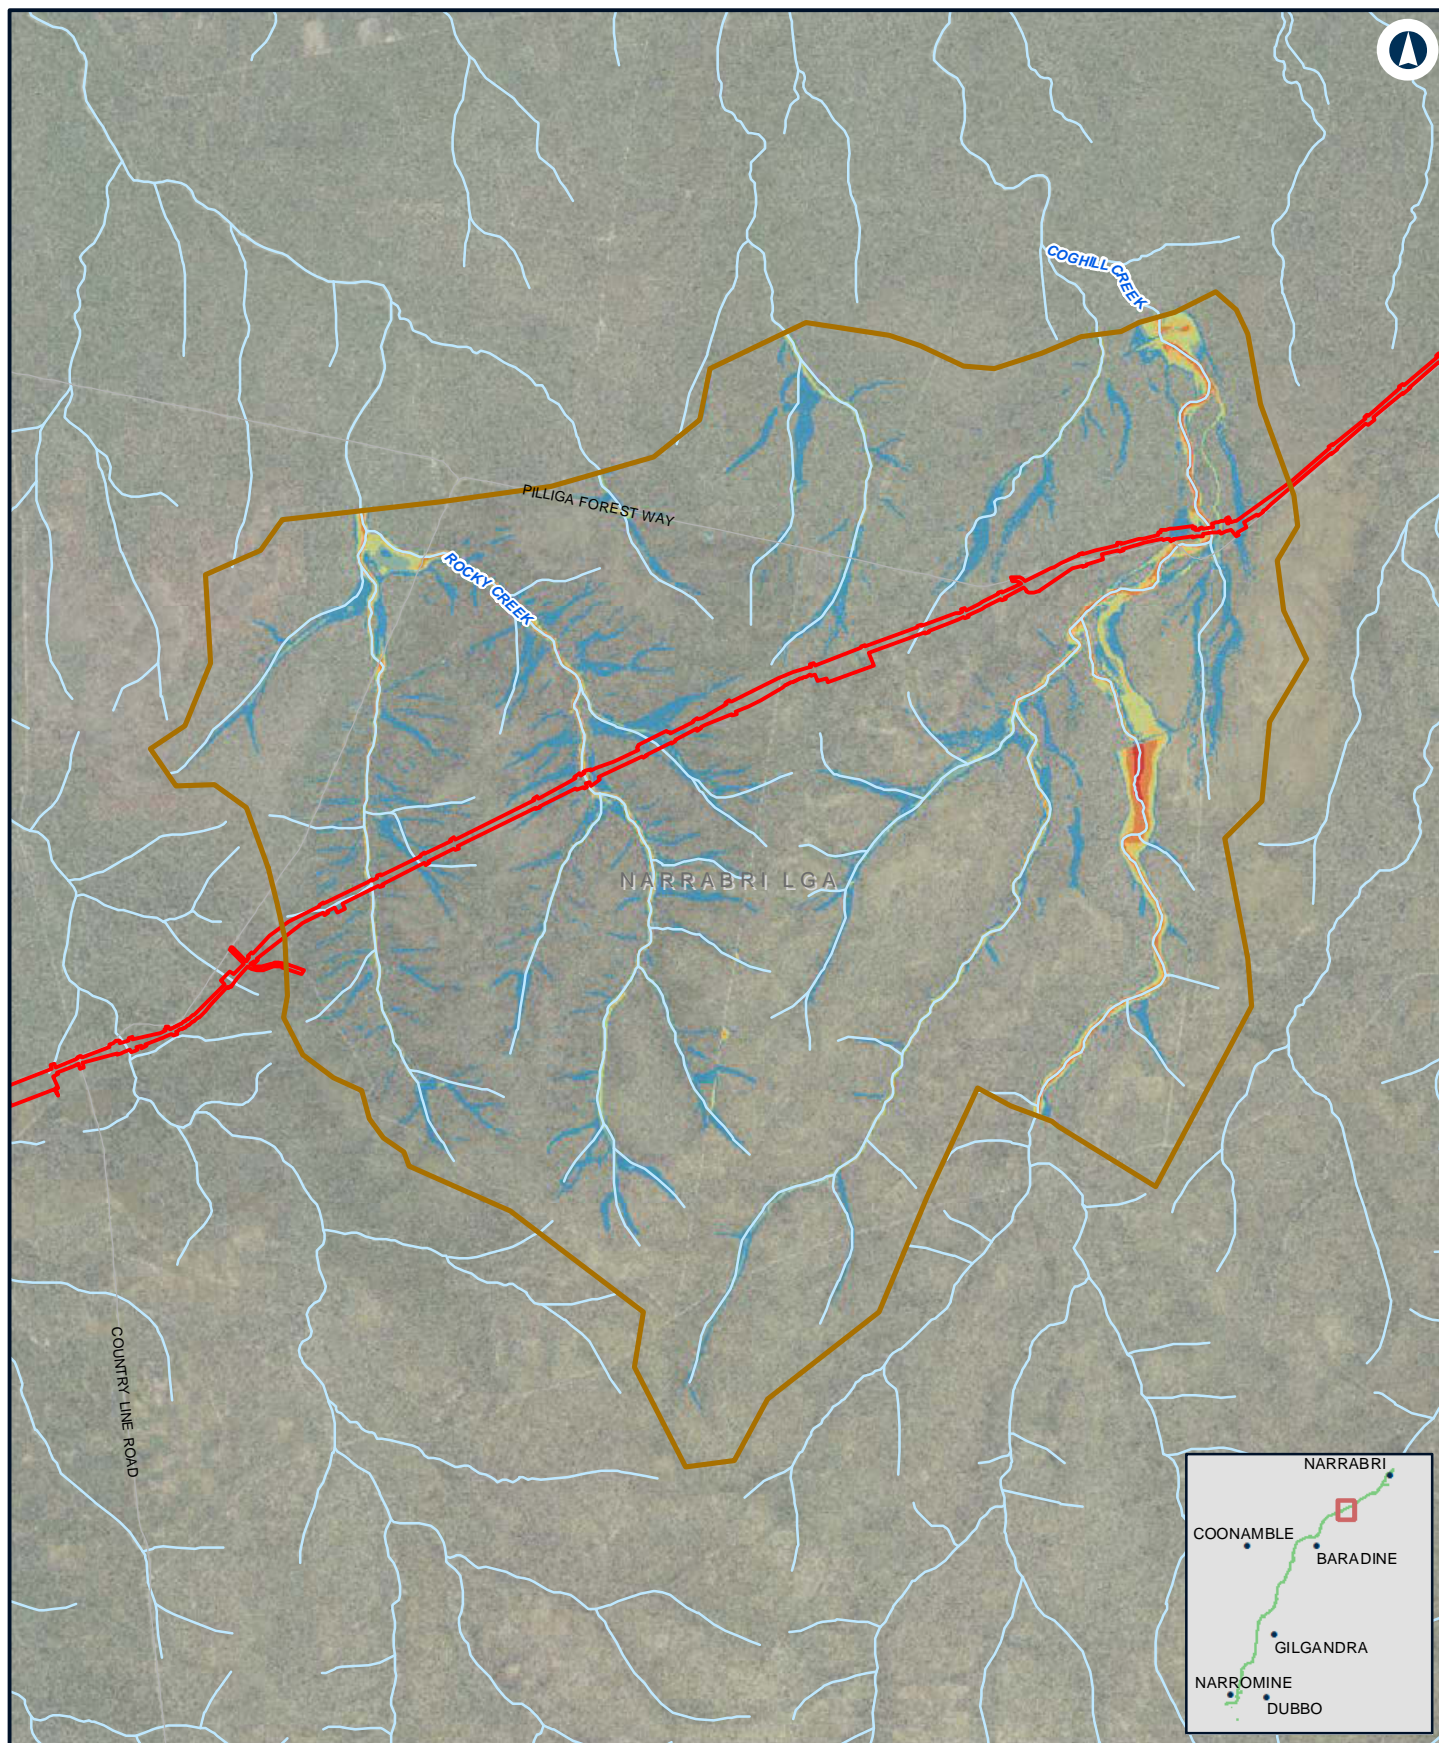 COGHILL CREEK
PILLIGA FOREST WAY
ROCKY CREEK
NARRABRI LGA
COUNTRY LINE ROAD
NARRABRI
COONAMBLE
BARADINE
GILGANDRA
NARROMINE
DUBBO